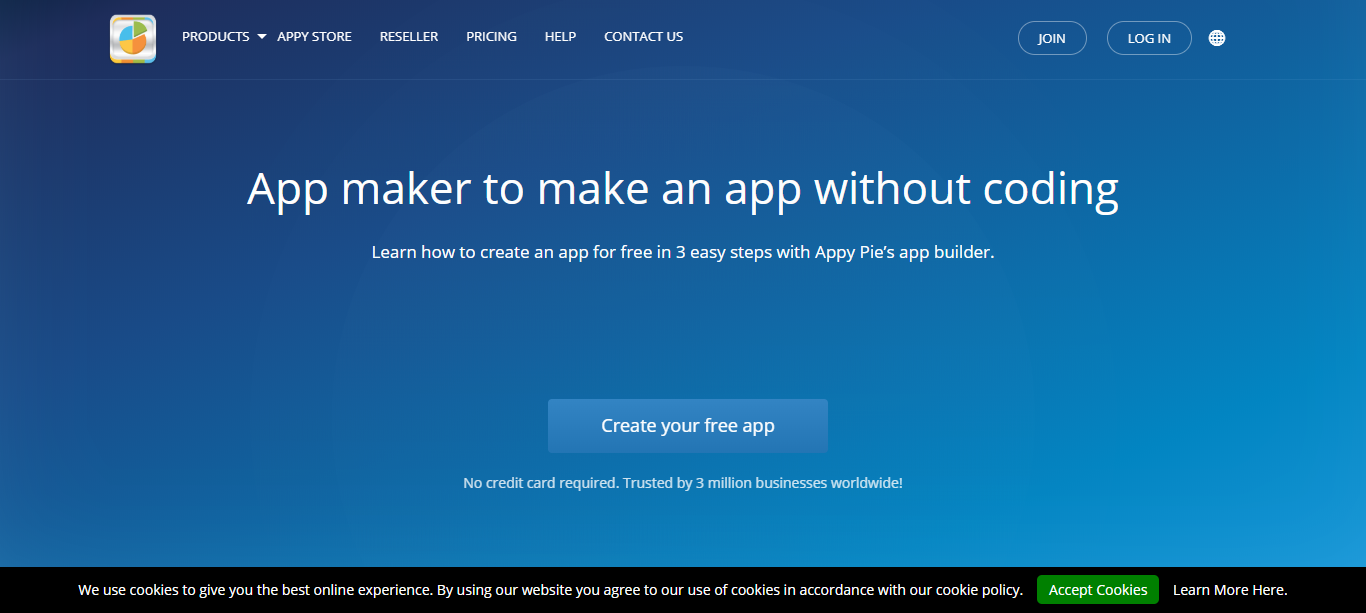 PRODUCTS APPY STORE RESELLER PRICING HELP CONTACT US JOIN LOG IN
App maker to make an app without coding
Learn how to create an app for free in 3 easy steps with Appy Pie’s app builder.
Create your free app
No credit card required. Trusted by 3 million businesses worldwide!
We use cookies to give you the best online experience. By using our website you agree to our use of cookies in accordance with our cookie policy. Accept Cookies Learn More Here.